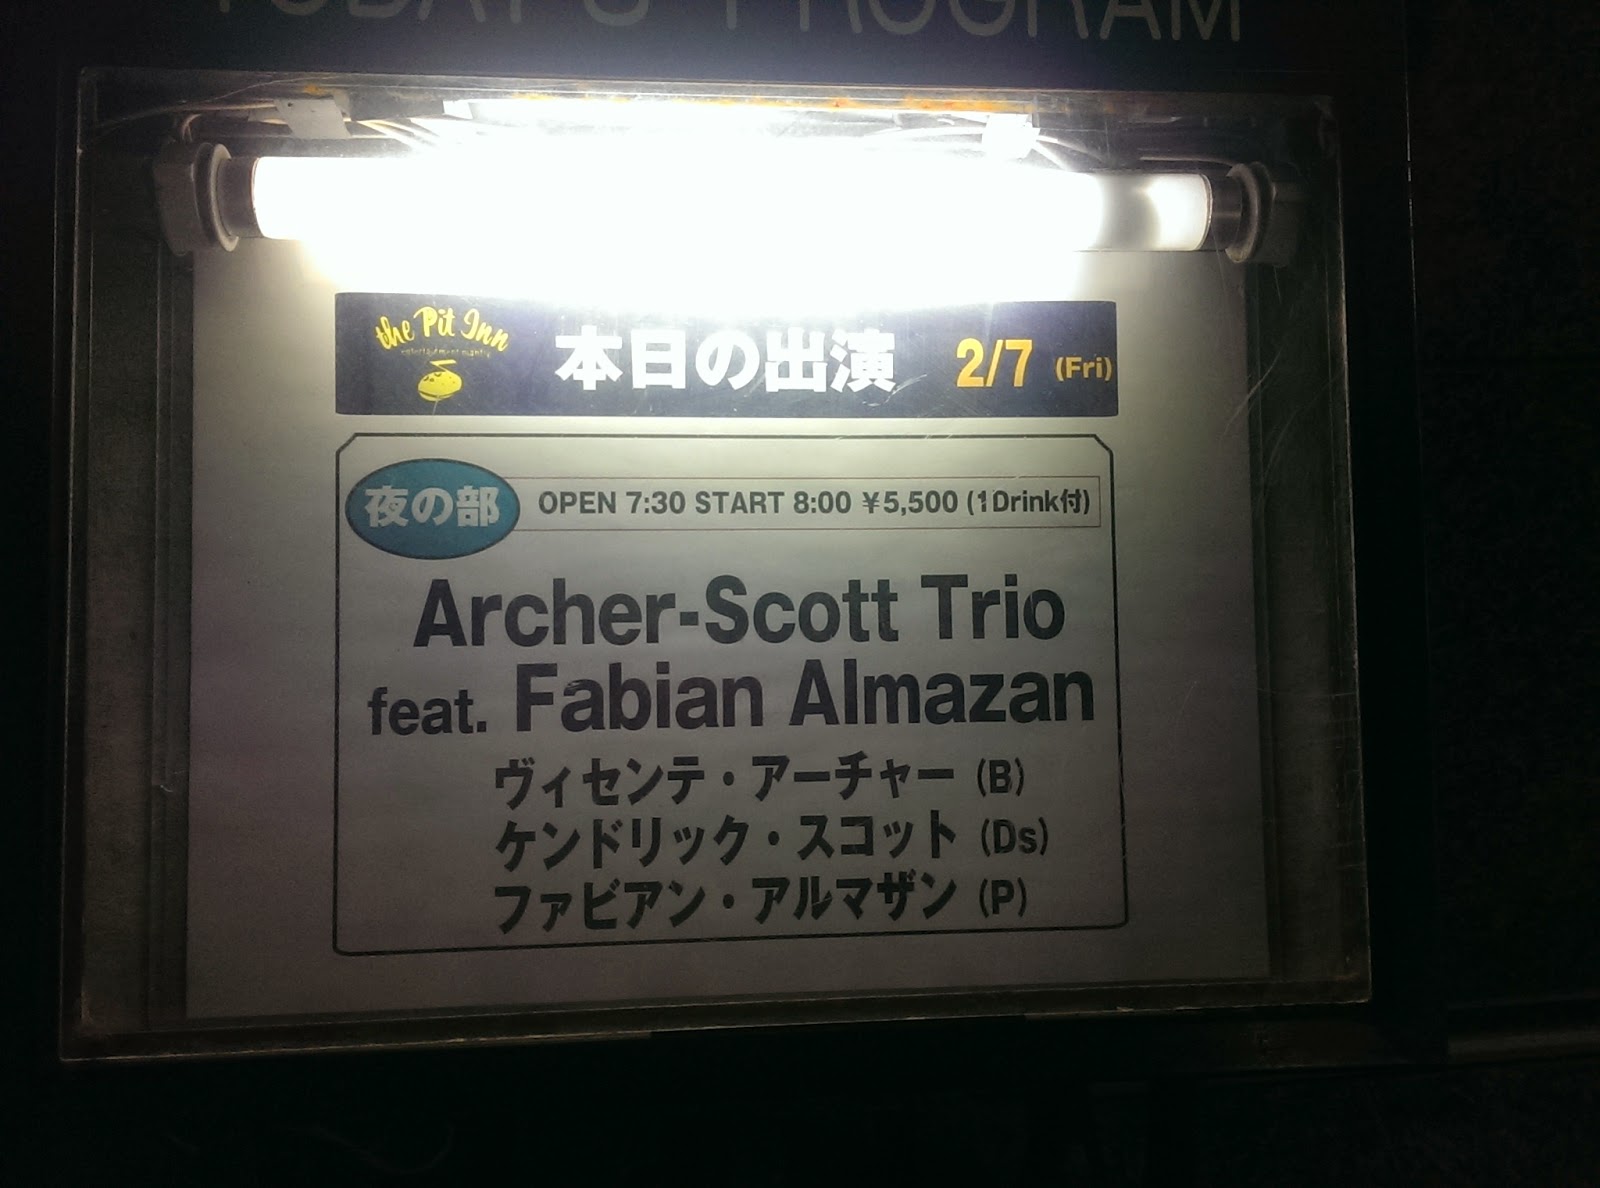 TODAY'S PROGRAM
the Pit Inn
本日の出演 2/7 (Fri)
夜の部 OPEN 7:30 START 8:00 ¥5,500 (1Drink付)
Archer-Scott Trio
feat. Fabian Almazan
ヴィセンテ・アーチャー (B)
ケンドリック・スコット (Ds)
ファビアン・アルマザン (P)